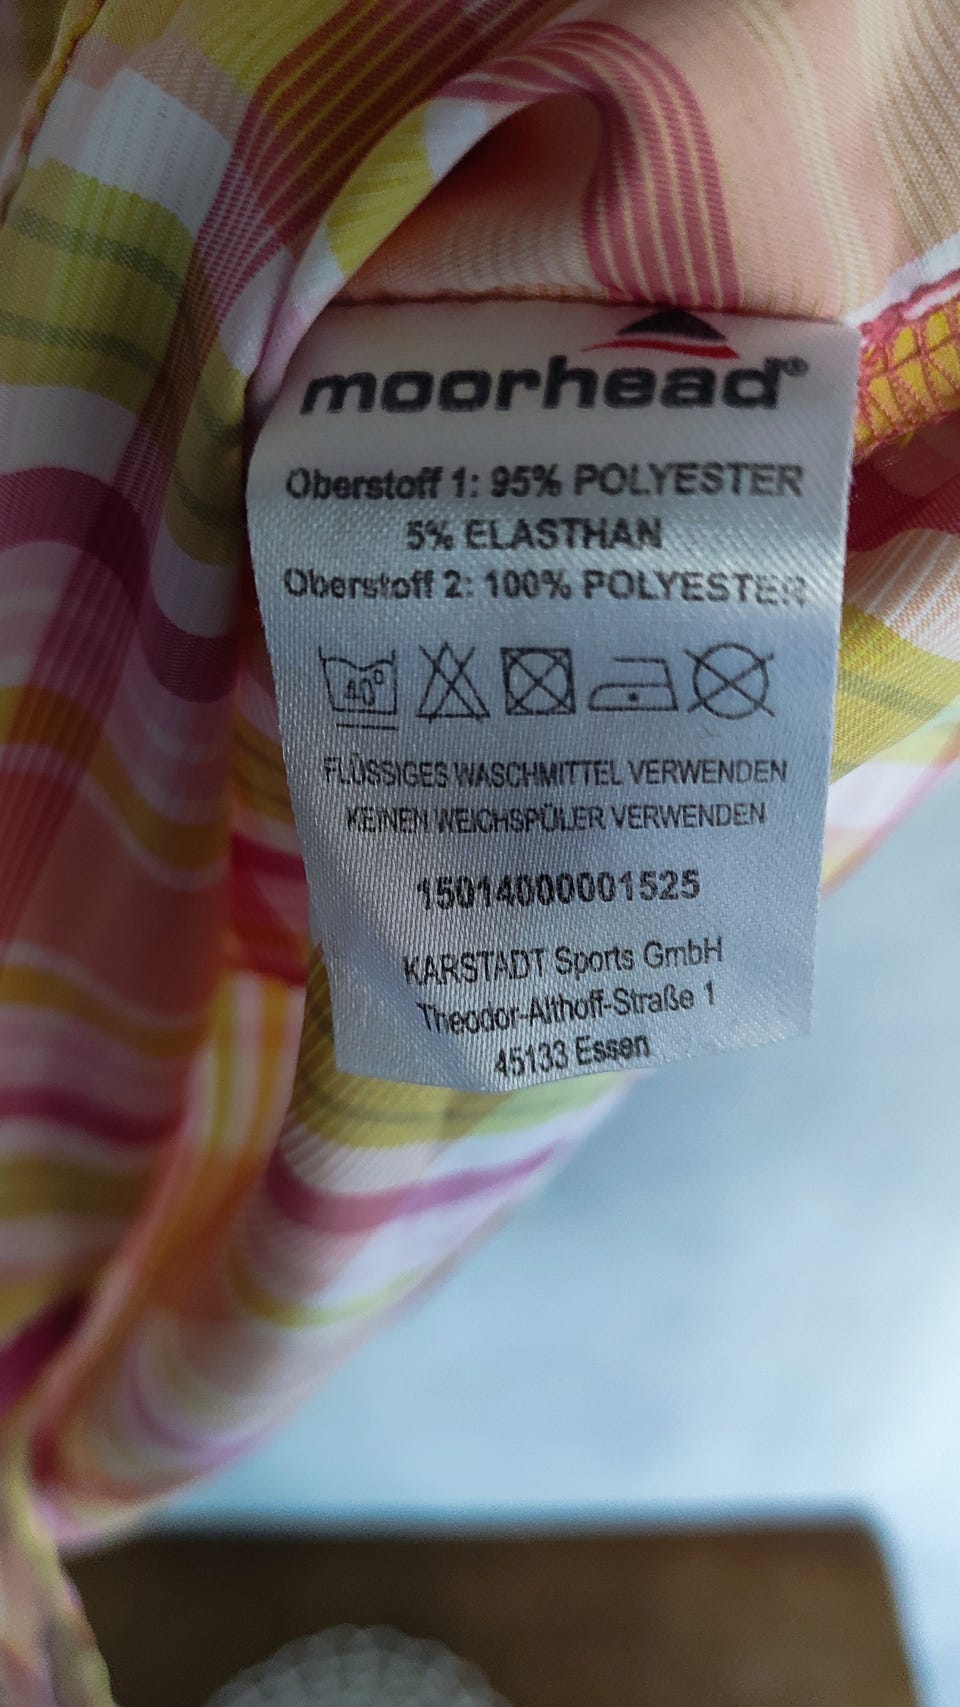 moorhead®
Oberstoff 1: 95% POLYESTER
5% ELASTHAN
Oberstoff 2: 100% POLYESTER
40°
FLÜSSIGES WASCHMITTEL VERWENDEN
KEINEN WEICHSPÜLER VERWENDEN
15014000001525
KARSTADT Sports GmbH
Theodor-Althoff-Straße 1
45133 Essen